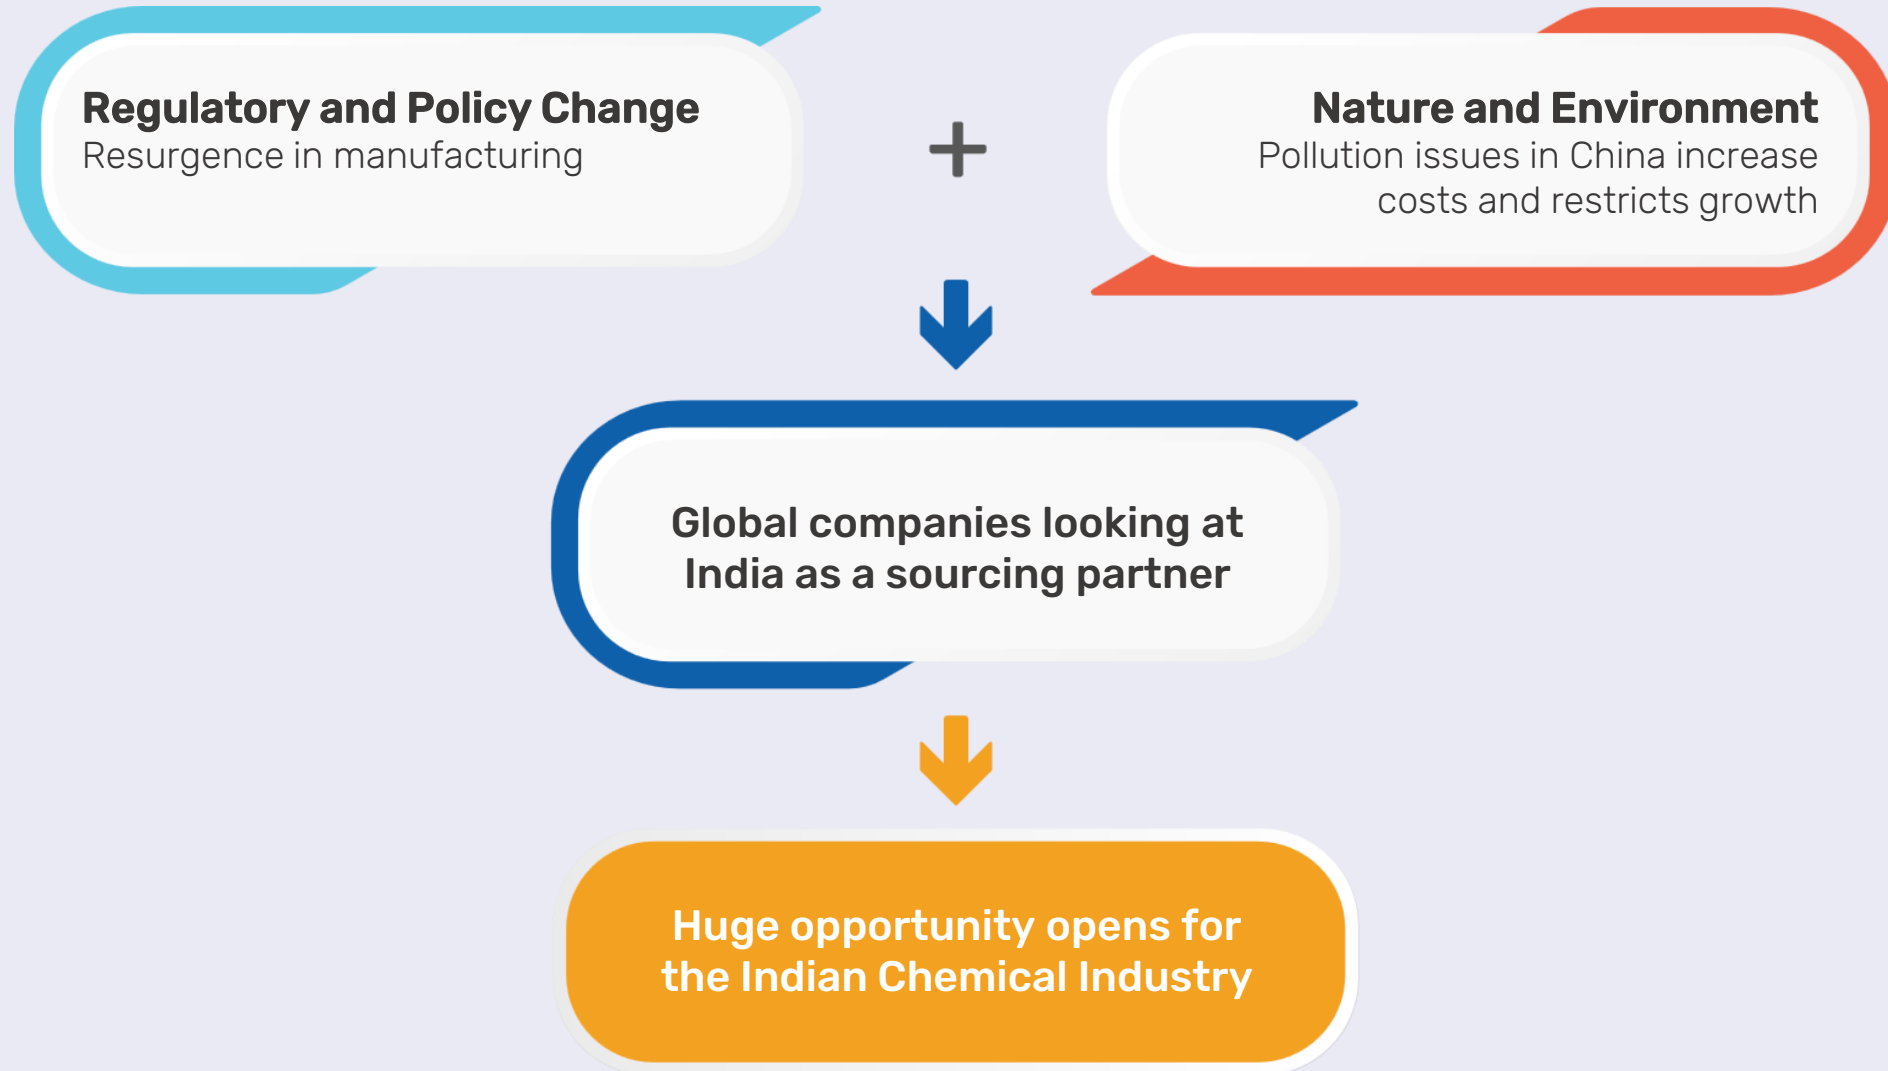 Regulatory and Policy Change
Resurgence in manufacturing
+
Nature and Environment
Pollution issues in China increase
costs and restricts growth
Global companies looking at
India as a sourcing partner
Huge opportunity opens for
the Indian Chemical Industry